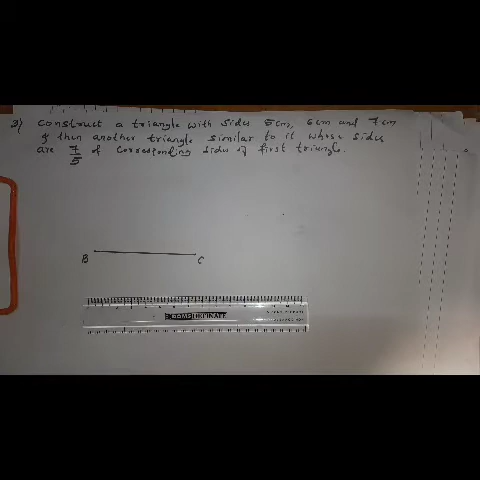 3) Construct a triangle with sides 5cm, 6cm and 7cm
& then another triangle similar to it whose sides
are 7/5 of corresponding sides of first triangle.
B C